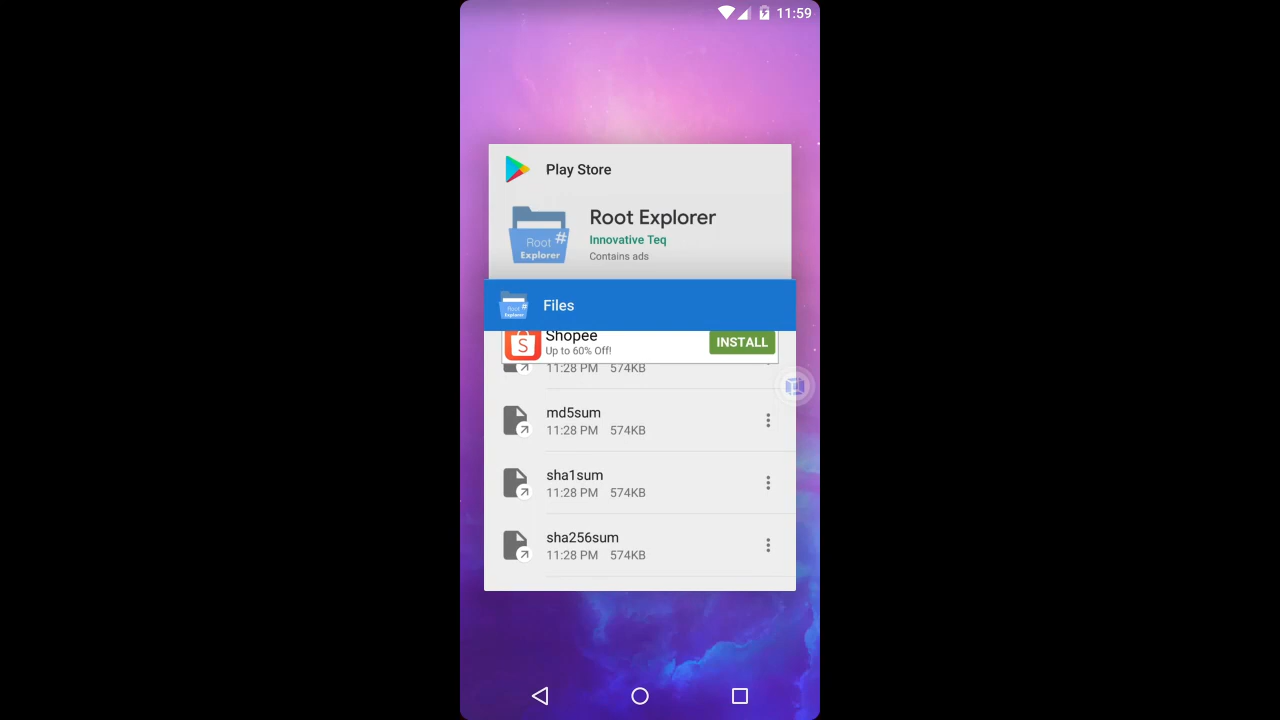 11:59
Play Store
Root Explorer
Root #
Explorer
Innovative Teq
Contains ads
Root #
Explorer
Files
Shopee
Up to 60% Off!
INSTALL
11:28 PM 574KB
md5sum
11:28 PM 574KB
sha1sum
11:28 PM 574KB
sha256sum
11:28 PM 574KB